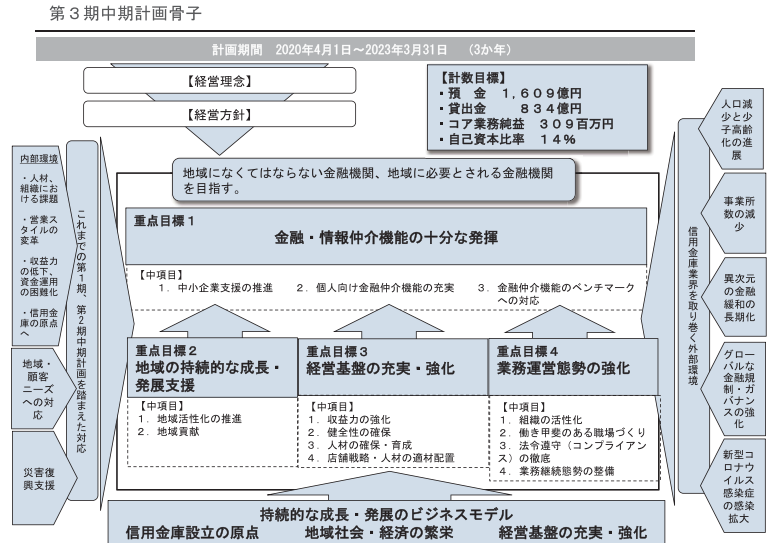 第３期中期計画骨子
計画期間　2020年4月1日～2023年3月31日　（3か年）
【経営理念】
【経営方針】
【計数目標】
・預　金　１，６０９億円
・貸出金　　８３４億円
・コア業務純益　３０９百万円
・自己資本比率　１４％
地域になくてはならない金融機関、地域に必要とされる金融機関
を目指す。
内部環境
・人材、
組織にお
ける課題
・営業ス
タイルの
変革
・収益力
の低下、
資金運用
の困難化
・信用金
庫の原点
へ
地域・
顧客
ニーズ
への対
応
災害復
興支援
これまでの第1期、第2期中期計画を踏まえた対応
重点目標１
金融・情報仲介機能の十分な発揮
【中項目】
１．中小企業支援の推進　２．個人向け金融仲介機能の充実　３．金融仲介機能のベンチマーク
への対応
重点目標２
地域の持続的な成長・
発展支援
【中項目】
１．地域活性化の推進
２．地域貢献
重点目標３
経営基盤の充実・強化
【中項目】
１．収益力の強化
２．健全性の確保
３．人材の確保・育成
４．店舗戦略・人材の適材配置
重点目標４
業務運営態勢の強化
【中項目】
１．組織の活性化
２．働き甲斐のある職場づくり
３．法令遵守（コンプライアン
ス）の徹底
４．業務継続態勢の整備
信用金庫業界を取り巻く外部環境
人口減
少と少
子高齢
化の進
展
事業所
数の減
少
異次元
の金融
緩和の
長期化
グロー
バルな
金融規
制・ガ
バナン
スの強
化
新型コ
ロナウ
イルス
感染症
の感染
拡大
持続的な成長・発展のビジネスモデル
信用金庫設立の原点　　地域社会・経済の繁栄　　経営基盤の充実・強化